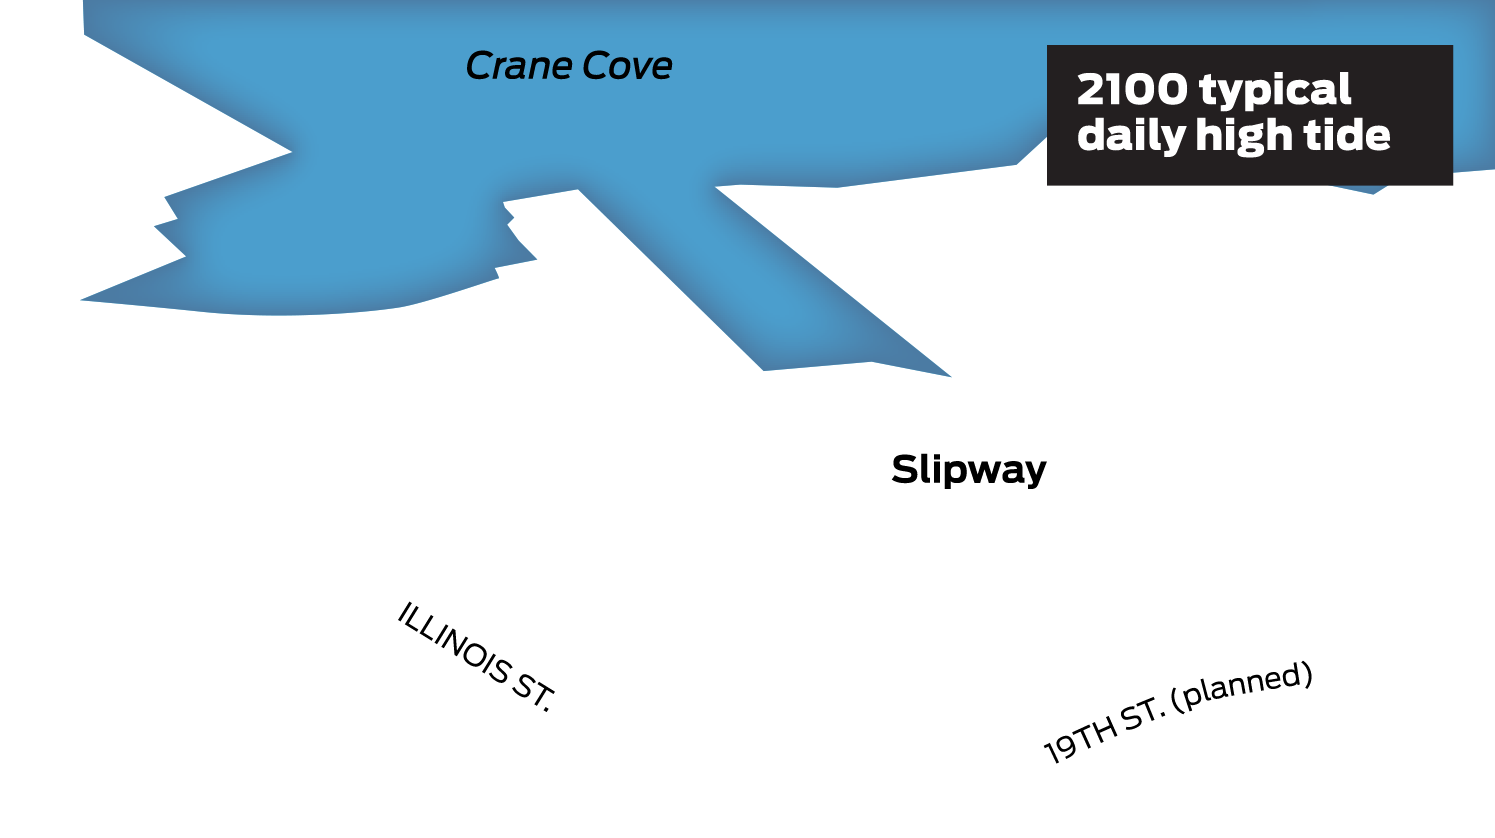 Crane Cove
2100 typical
daily high tide
Slipway
ILLINOIS ST.
19TH ST. (planned)